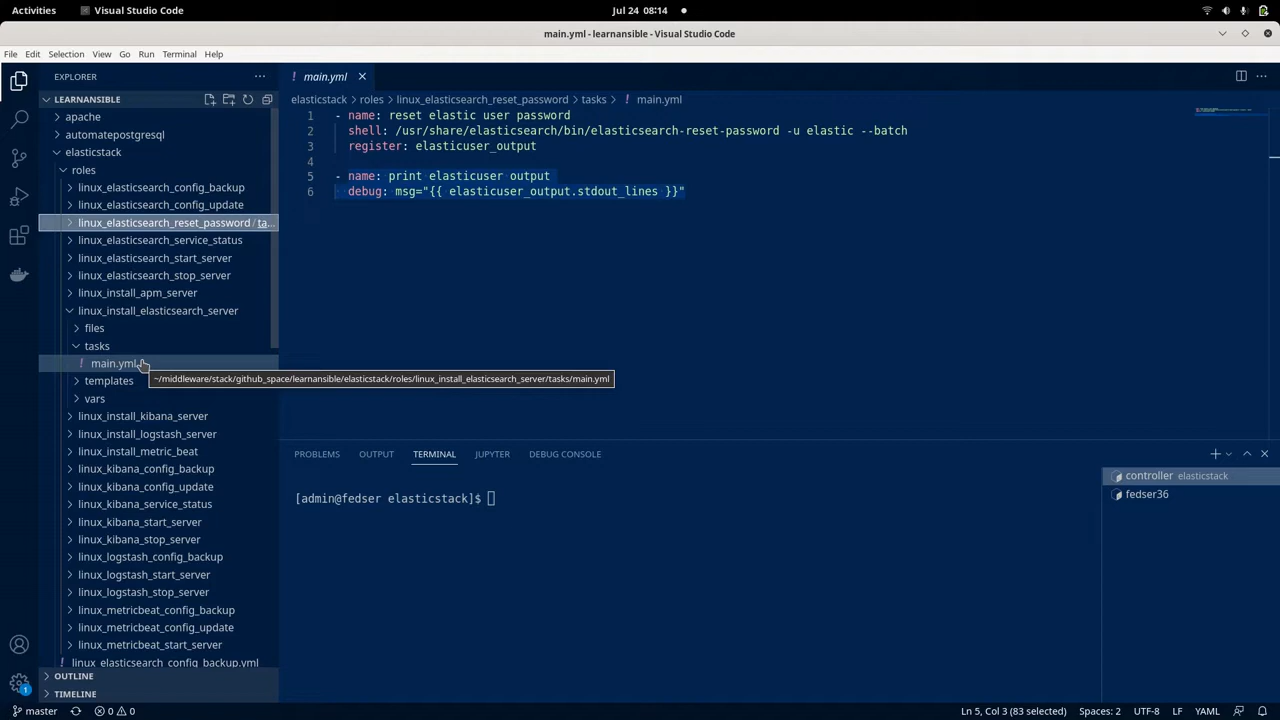 Activities
Visual Studio Code
Jul 24 08:14
main.yml - learnansible - Visual Studio Code
File Edit Selection View Go Run Terminal Help
EXPLORER
LEARNANSIBLE
apache
automatepostgresql
elasticstack
roles
linux_elasticsearch_config_backup
linux_elasticsearch_config_update
linux_elasticsearch_reset_password / ta...
linux_elasticsearch_service_status
linux_elasticsearch_start_server
linux_elasticsearch_stop_server
linux_install_apm_server
linux_install_elasticsearch_server
files
tasks
! main.yml
templates
vars
linux_install_kibana_server
linux_install_logstash_server
linux_install_metric_beat
linux_kibana_config_backup
linux_kibana_config_update
linux_kibana_service_status
linux_kibana_start_server
linux_kibana_stop_server
linux_logstash_config_backup
linux_logstash_start_server
linux_logstash_stop_server
linux_metricbeat_config_backup
linux_metricbeat_config_update
linux_metricbeat_start_server
! linux_elasticsearch_config_backup.yml
OUTLINE
TIMELINE
! main.yml
elasticstack > roles > linux_elasticsearch_reset_password > tasks > ! main.yml
1 - name: reset elastic user password
2 shell: /usr/share/elasticsearch/bin/elasticsearch-reset-password -u elastic --batch
3 register: elasticuser_output
4
5 - name: print elasticuser output
6 debug: msg="{{ elasticuser_output.stdout_lines }}"
~/middleware/stack/github_space/learnansible/elasticstack/roles/linux_install_elasticsearch_server/tasks/main.yml
PROBLEMS OUTPUT TERMINAL JUPYTER DEBUG CONSOLE
[admin@fedser elasticstack]$
controller elasticstack
fedser36
1
master
0 0
Ln 5, Col 3 (83 selected) Spaces: 2 UTF-8 LF YAML